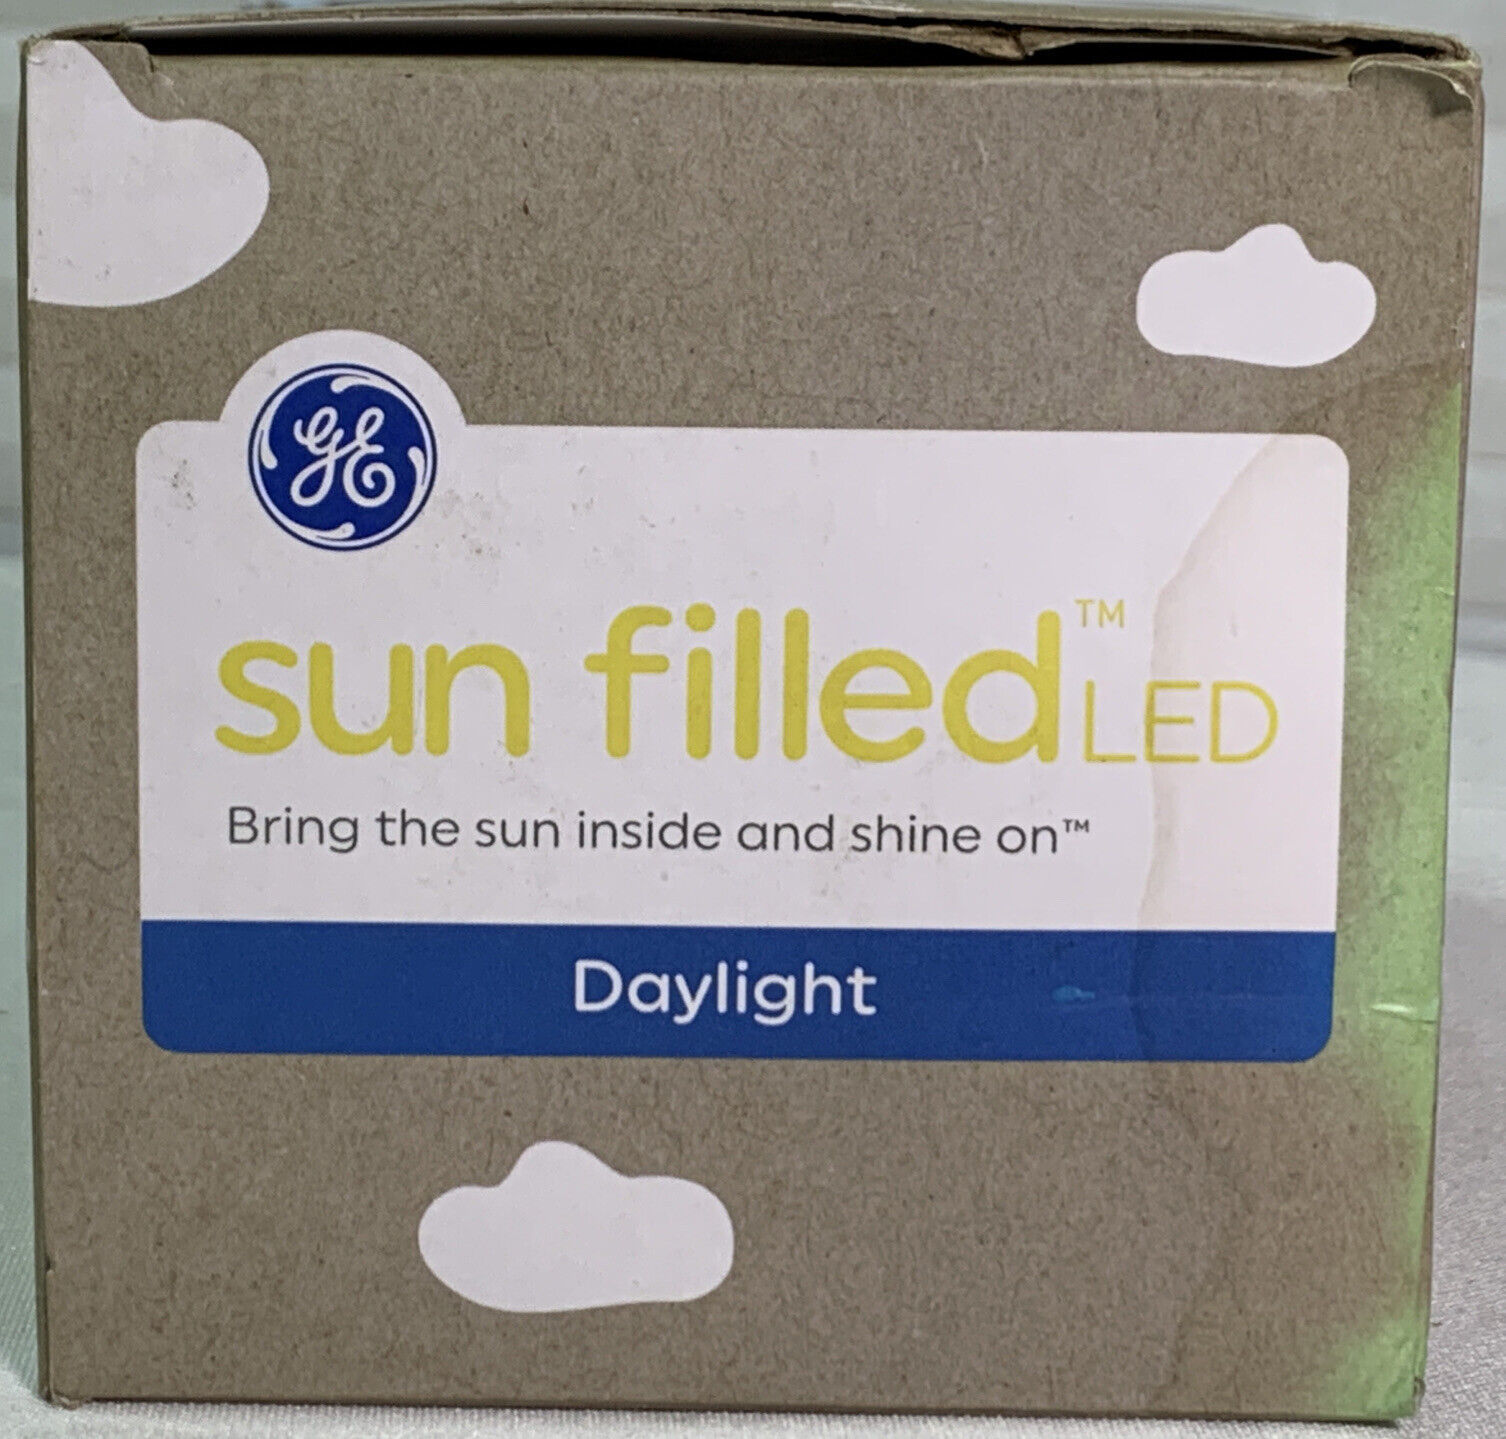 GE
sun filled™ LED
Bring the sun inside and shine on™
Daylight